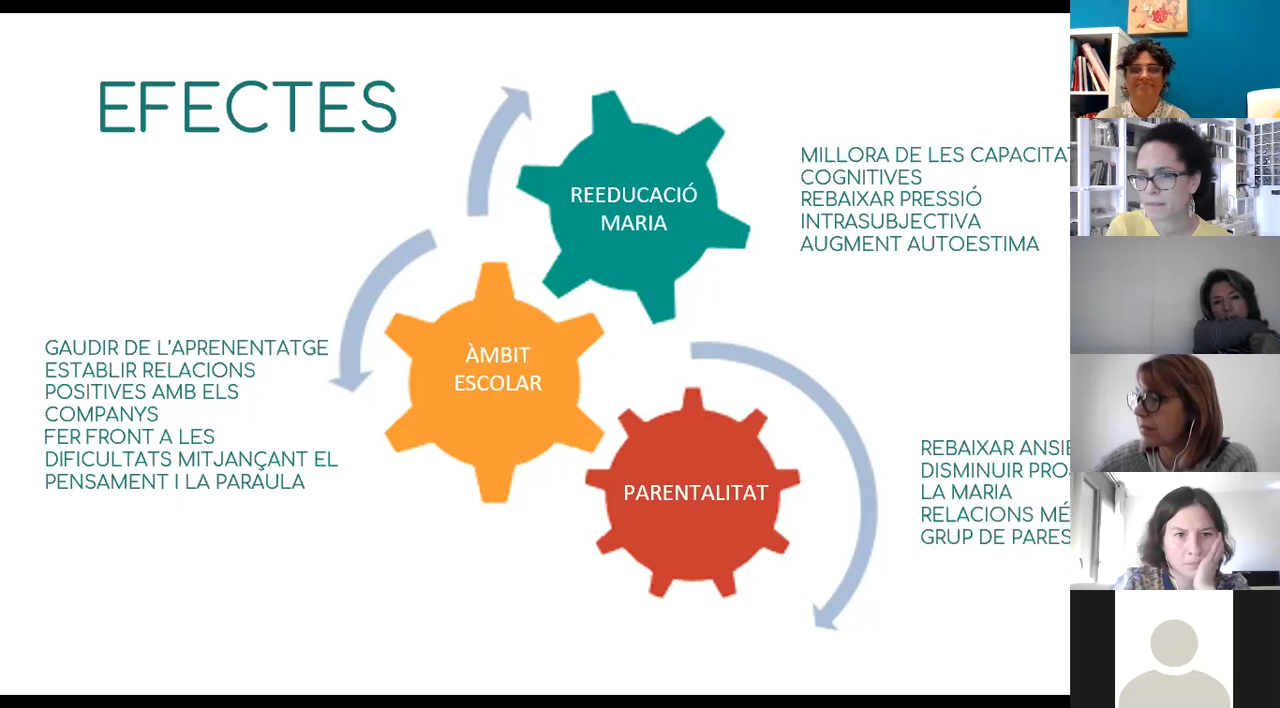 EFECTES
REEDUCACIÓ
MARIA
MILLORA DE LES
COGNITIVES
REBAIXAR PRESSIÓ
INTRASUBJECTIVA
AUGMENT AUTOESTIMA
ÀMBIT
ESCOLAR
GAUDIR DE L'APRENENTATGE
ESTABLIR RELACIONS
POSITIVES AMB ELS
COMPANYS
FER FRONT A LES
DIFICULTATS MITJANÇANT EL
PENSAMENT I LA PARAULA
PARENTALITAT
REBAIXAR
DISMINUIR
LA MARIA
RELACIONS
GRUP DE PARES